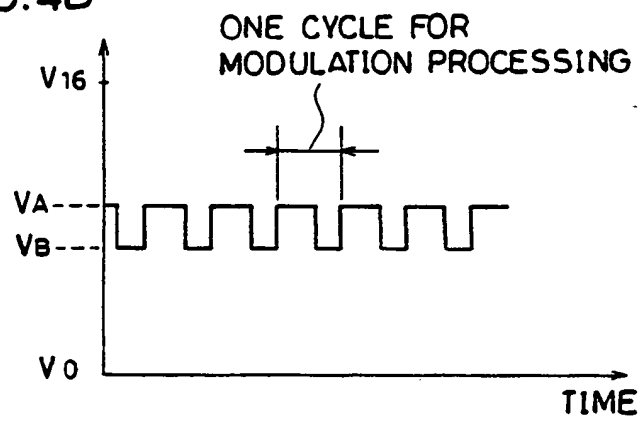 ONE CYCLE FOR
MODULATION PROCESSING
V16
VA
VB
V0
TIME